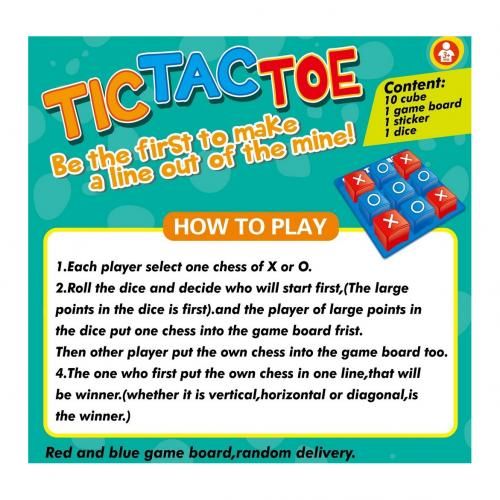 TIC TAC TOE
Be the first to make
a line out of the mine!
3+
Content:
10 cube
1 game board
1 sticker
1 dice
X O X
O X O
X O X
HOW TO PLAY
1.Each player select one chess of X or O.
2.Roll the dice and decide who will start first,(The large
points in the dice is first).and the player of large points in
the dice put one chess into the game board frist.
Then other player put the own chess into the game board too.
4.The one who first put the own chess in one line,that will
be winner.(whether it is vertical,horizontal or diagonal,is
the winner.)
Red and blue game board,random delivery.